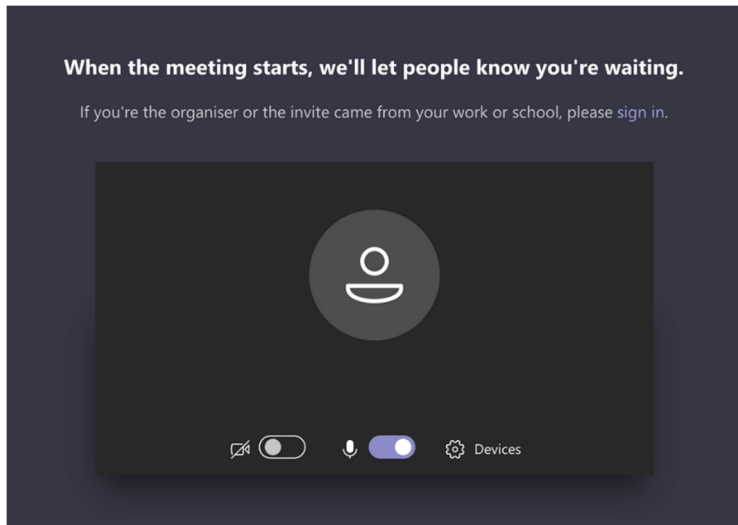 When the meeting starts, we'll let people know you're waiting.
If you're the organiser or the invite came from your work or school, please sign in.
Devices